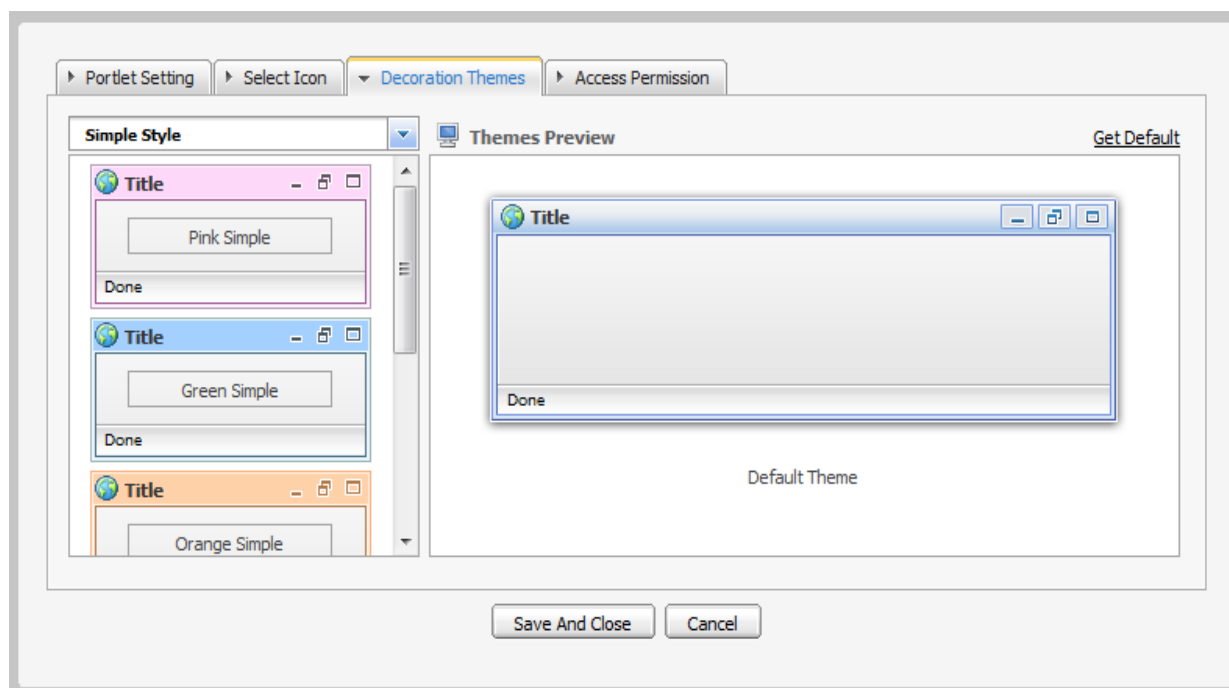 Portlet Setting
Select Icon
Decoration Themes
Access Permission
Simple Style
Themes Preview
Get Default
Title
Pink Simple
Done
Title
Green Simple
Done
Title
Orange Simple
Title
Done
Default Theme
Save And Close
Cancel